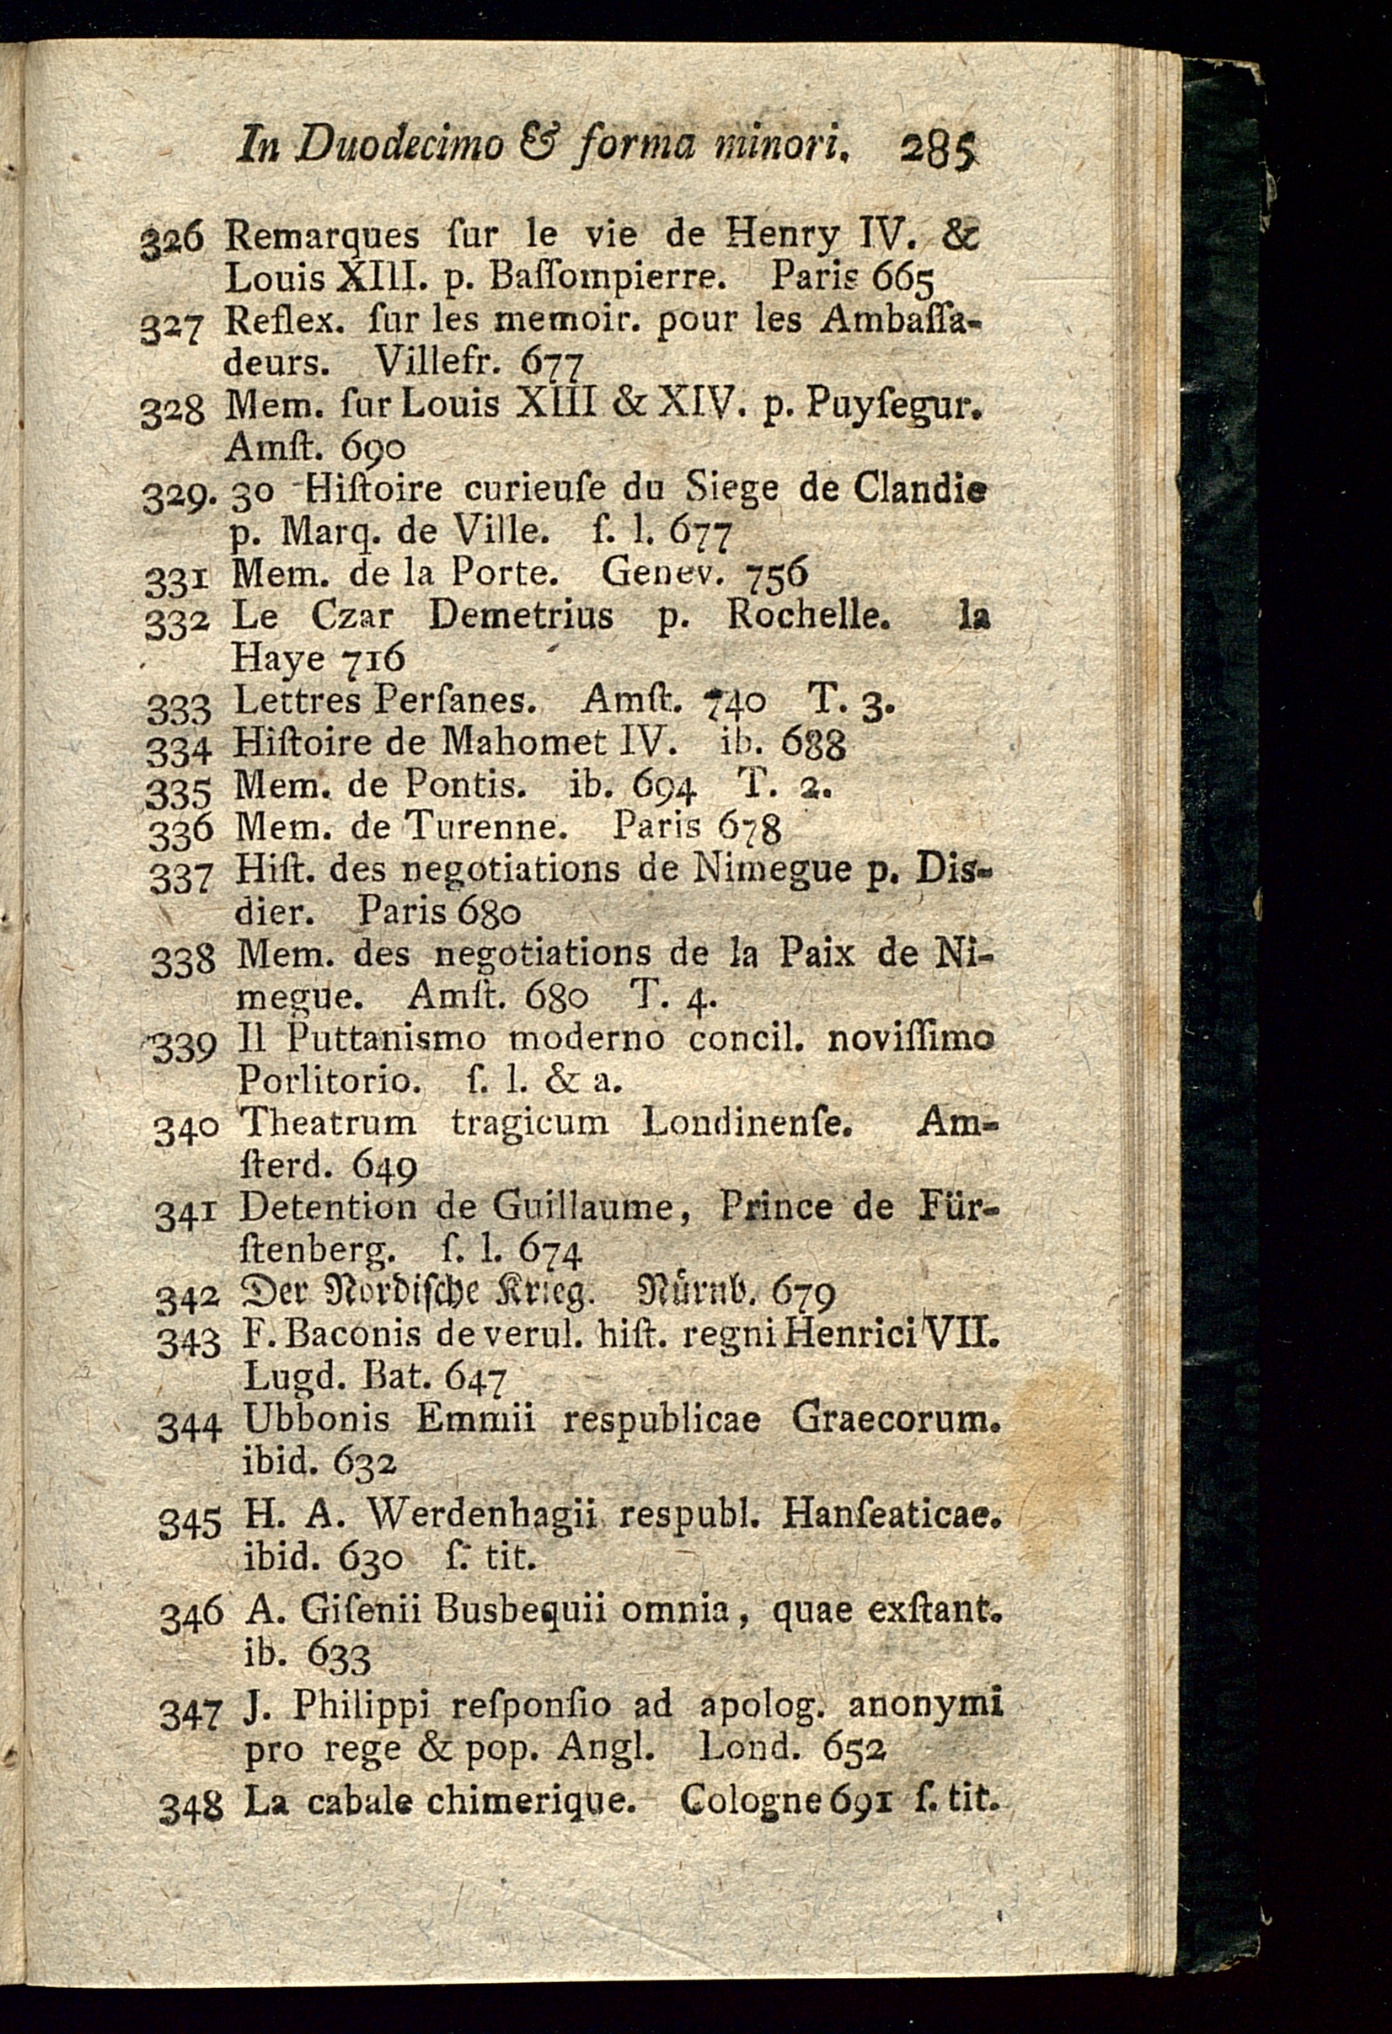 In Duodecimo & forma minori. 285
326 Remarques ſur le vie de Henry IV. &
Louis XIII. p. Baſſompierre. Paris 665
327 Reflex. ſur les memoir. pour les Ambaſſa-
deurs. Villefr. 677
328 Mem. ſur Louis XIII & XIV. p. Puyſegur.
Amſt. 690
329. 30 Hiſtoire curieuſe du Siege de Clandie
p. Marq. de Ville. ſ. l. 677
331 Mem. de la Porte. Genev. 756
332 Le Czar Demetrius p. Rochelle. la
Haye 716
333 Lettres Perſanes. Amſt. 740 T. 3.
334 Hiſtoire de Mahomet IV. ib. 688
335 Mem. de Pontis. ib. 694 T. 2.
336 Mem. de Turenne. Paris 678
337 Hiſt. des negotiations de Nimegue p. Dis-
dier. Paris 680
338 Mem. des negotiations de la Paix de Ni-
megue. Amſt. 680 T. 4.
339 Il Puttanismo moderno concil. noviſſimo
Porlitorio. ſ. l. & a.
340 Theatrum tragicum Londinenſe. Am-
ſterd. 649
341 Detention de Guillaume, Prince de Für-
ſtenberg. ſ. l. 674
342 Der Nordiſche Krieg. Nürnb. 679
343 F. Baconis de verul. hiſt. regni Henrici VII.
Lugd. Bat. 647
344 Ubbonis Emmii respublicae Graecorum.
ibid. 632
345 H. A. Werdenhagii respubl. Hanſeaticae.
ibid. 630 ſ. tit.
346 A. Giſenii Busbequii omnia, quae exſtant.
ib. 633
347 J. Philippi reſponſio ad apolog. anonymi
pro rege & pop. Angl. Lond. 652
348 La cabale chimerique. Cologne 691 ſ. tit.